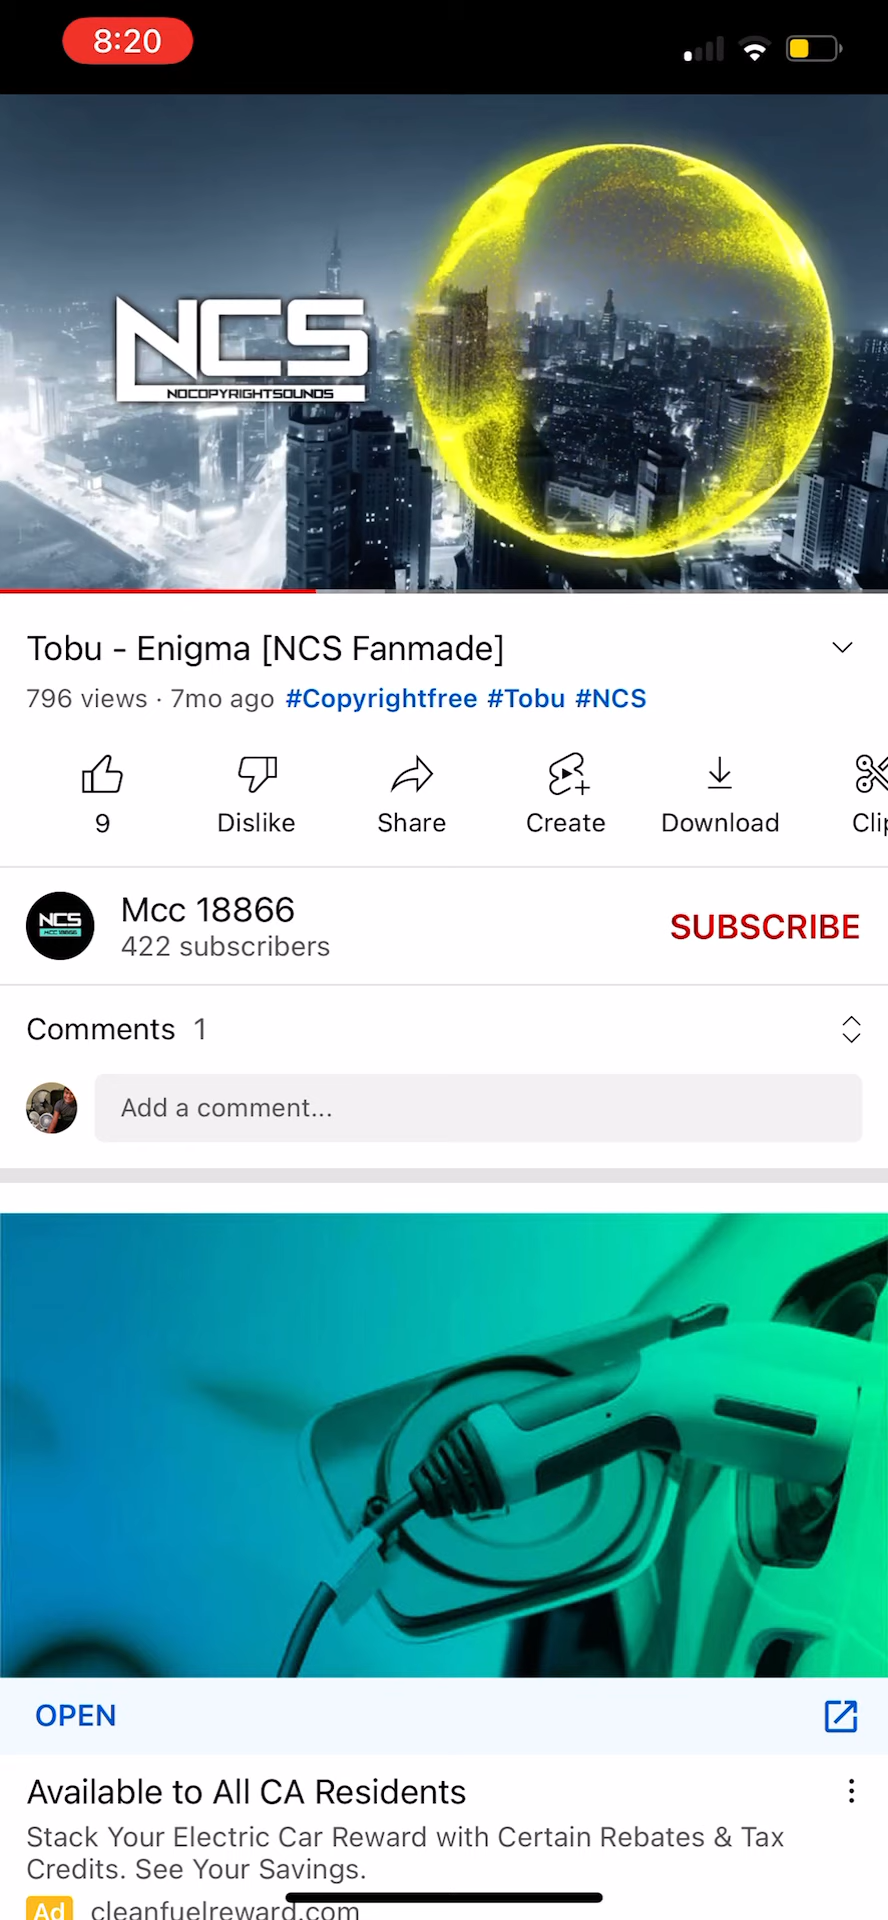 8:20
NCS
NOCOPYRIGHTSOUNDS
Tobu - Enigma [NCS Fanmade]
796 views · 7mo ago #Copyrightfree #Tobu #NCS
9
Dislike
Share
Create
Download
Clip
NCS
MCC 18866
Mcc 18866
422 subscribers
SUBSCRIBE
Comments 1
Add a comment...
OPEN
Available to All CA Residents
Stack Your Electric Car Reward with Certain Rebates & Tax
Credits. See Your Savings.
Ad cleanfuelreward.com